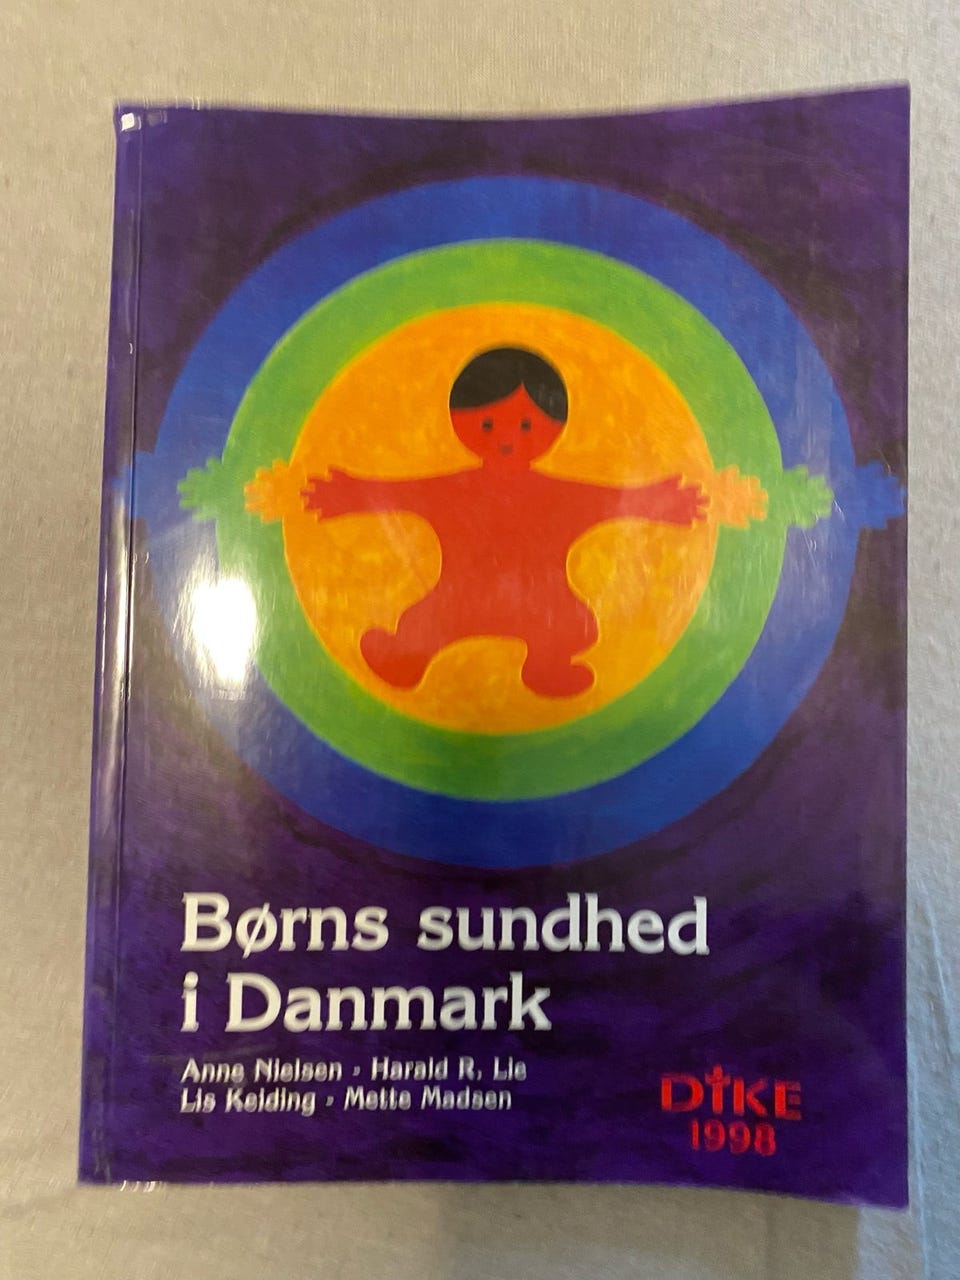 Børns sundhed
i Danmark
Anne Nielsen · Harald R. Lie
Lis Keiding · Mette Madsen
DIKE
1998